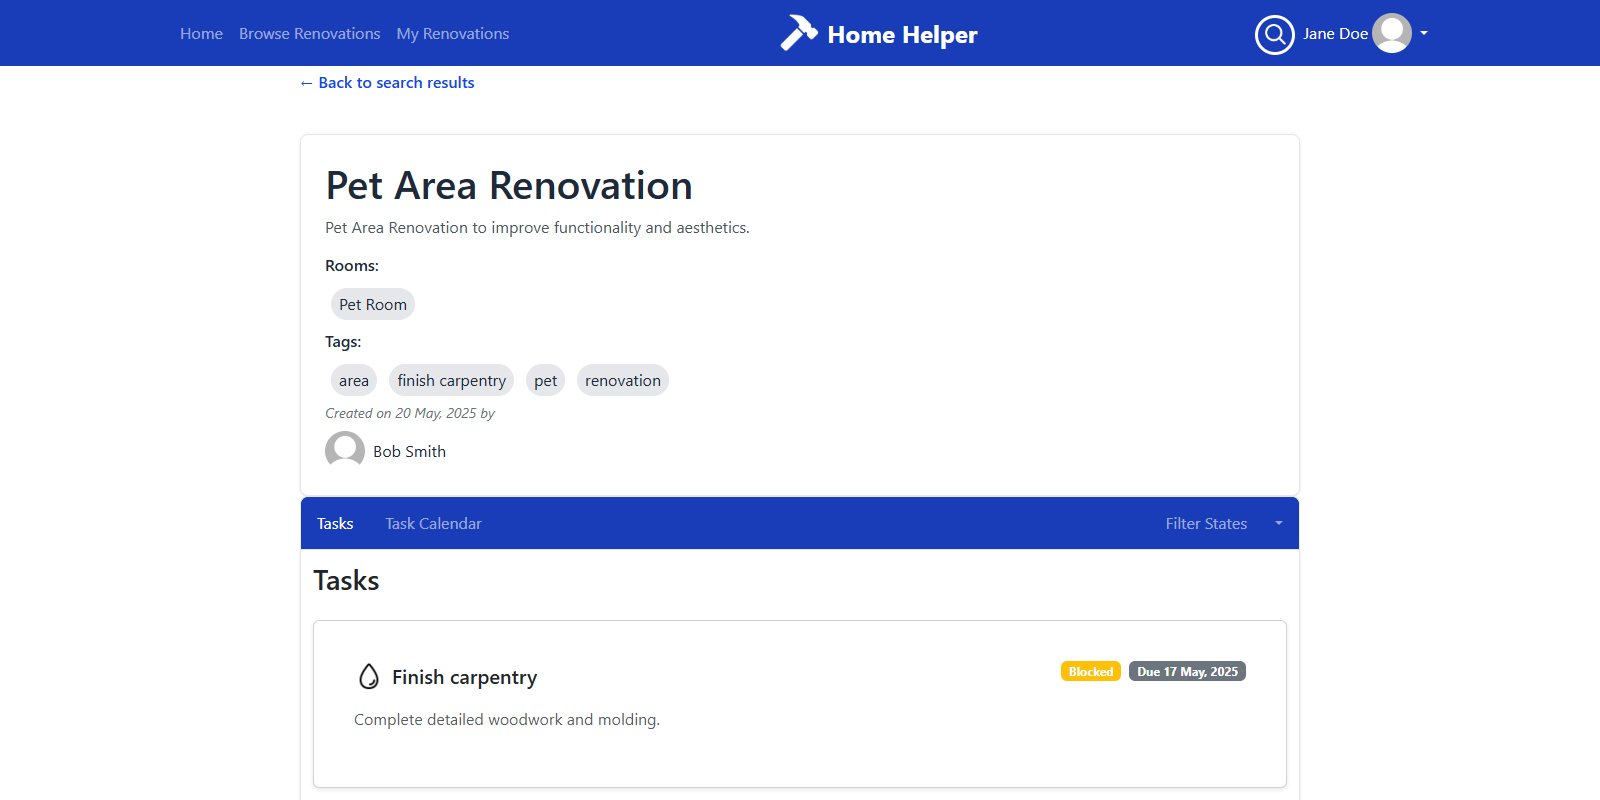 Home Browse Renovations My Renovations Home Helper Jane Doe
← Back to search results
Pet Area Renovation
Pet Area Renovation to improve functionality and aesthetics.
Rooms:
Pet Room
Tags:
area finish carpentry pet renovation
Created on 20 May, 2025 by
Bob Smith
Tasks Task Calendar Filter States
Tasks
Finish carpentry Blocked Due 17 May, 2025
Complete detailed woodwork and molding.